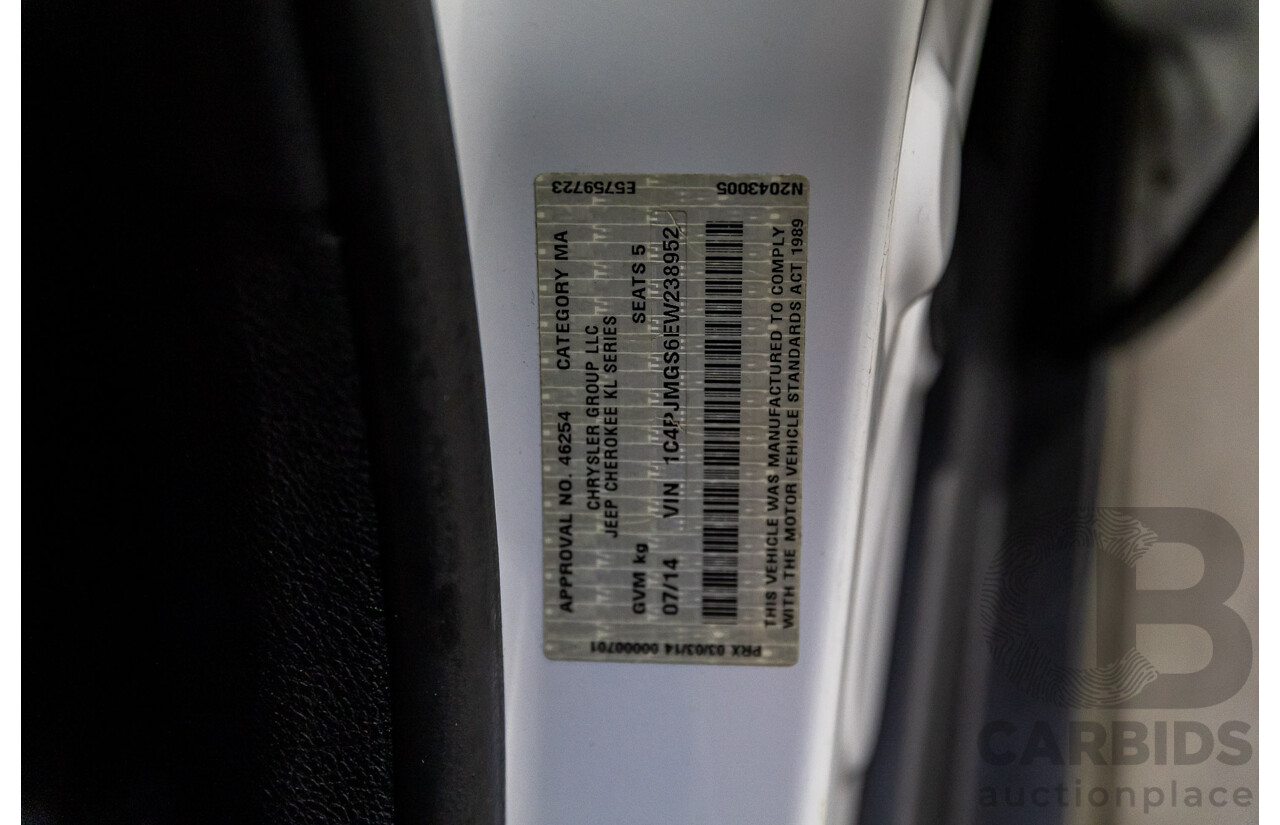 E5759723 N2043005
APPROVAL NO. 46254 CATEGORY MA
CHRYSLER GROUP LLC
JEEP CHEROKEE KL SERIES
GVM kg SEATS 5
07/14 VIN 1C4PJMGS6EW238952
THIS VEHICLE WAS MANUFACTURED TO COMPLY
WITH THE MOTOR VEHICLE STANDARDS ACT 1989
PRX 03/03/14 00000701
CB
CARBIDS
auctionplace